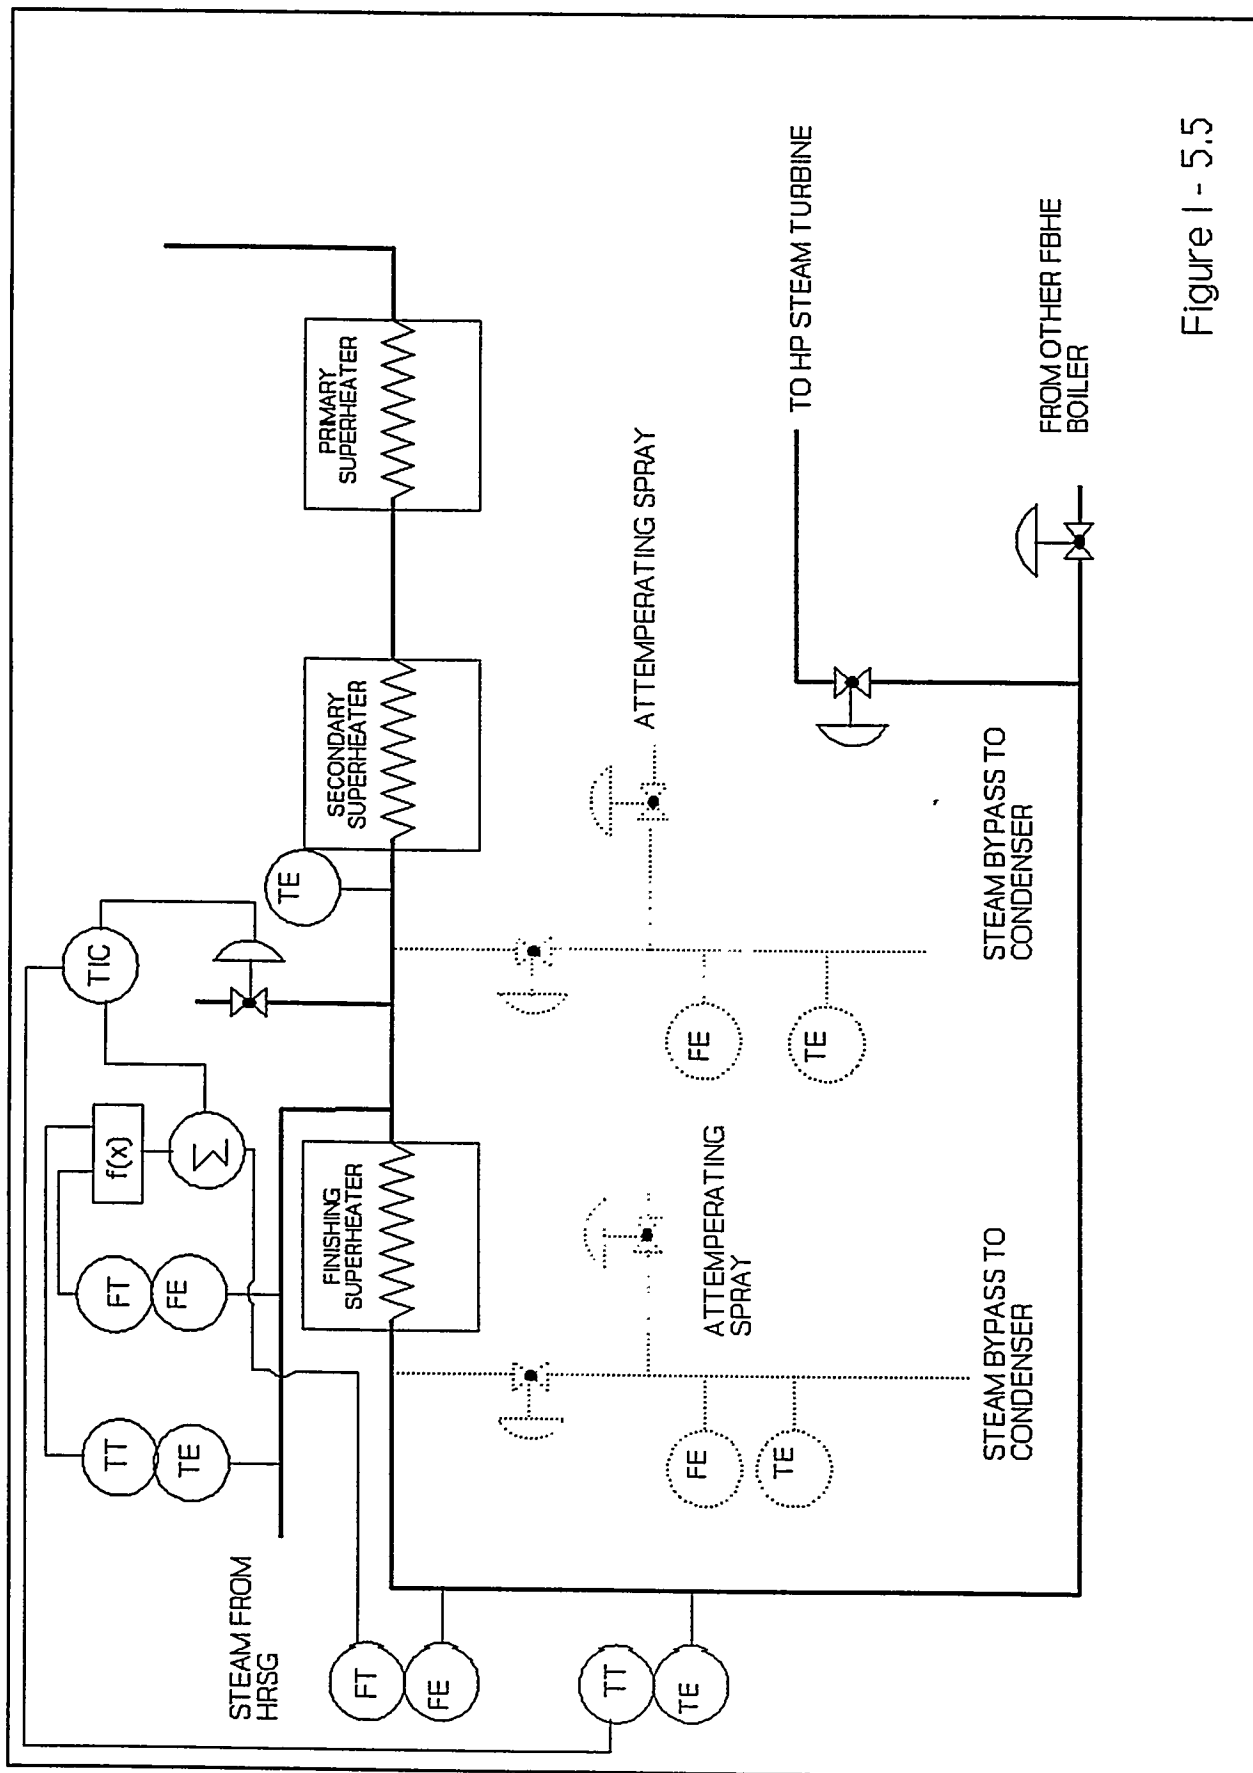 STEAM FROM
HRSG
TT
TE
FT
FE
f(x)
Σ
TIC
TE
FINISHING
SUPERHEATER
SECONDARY
SUPERHEATER
PRIMARY
SUPERHEATER
FT
FE
TT
TE
FE
TE
ATTEMPERATING
SPRAY
STEAM BYPASS TO
CONDENSER
FE
TE
ATTEMPERATING SPRAY
STEAM BYPASS TO
CONDENSER
TO HP STEAM TURBINE
FROM OTHER FBHE
BOILER
Figure I - 5.5